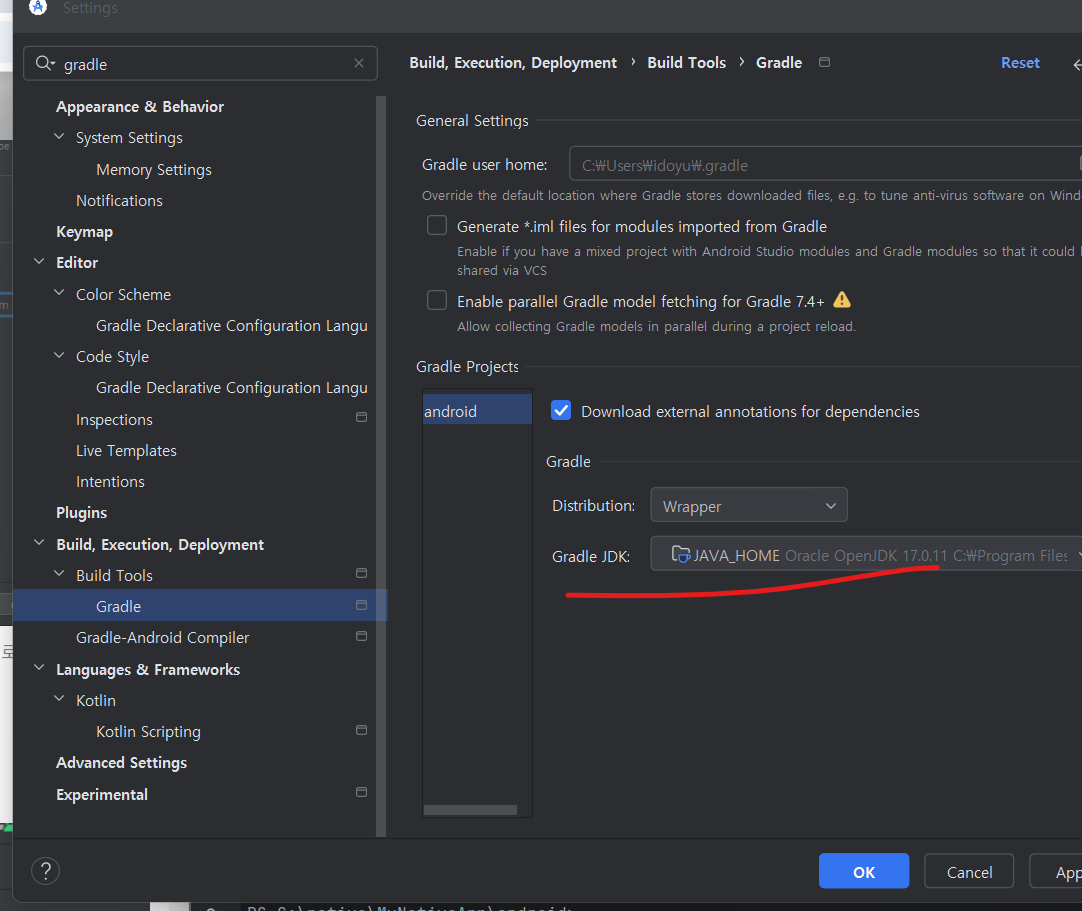 Settings
gradle
Build, Execution, Deployment › Build Tools › Gradle
Reset
Appearance & Behavior
System Settings
Memory Settings
Notifications
Keymap
Editor
Color Scheme
Gradle Declarative Configuration Langu
Code Style
Gradle Declarative Configuration Langu
Inspections
Live Templates
Intentions
Plugins
Build, Execution, Deployment
Build Tools
Gradle
Gradle-Android Compiler
Languages & Frameworks
Kotlin
Kotlin Scripting
Advanced Settings
Experimental
General Settings
Gradle user home: C:₩Users₩idoyu₩.gradle
Override the default location where Gradle stores downloaded files, e.g. to tune anti-virus software on Wind
Generate *.iml files for modules imported from Gradle
Enable if you have a mixed project with Android Studio modules and Gradle modules so that it could
shared via VCS
Enable parallel Gradle model fetching for Gradle 7.4+
Allow collecting Gradle models in parallel during a project reload.
Gradle Projects
android
Download external annotations for dependencies
Gradle
Distribution: Wrapper
Gradle JDK: JAVA_HOME Oracle OpenJDK 17.0.11 C:₩Program Files
?
OK
Cancel
App